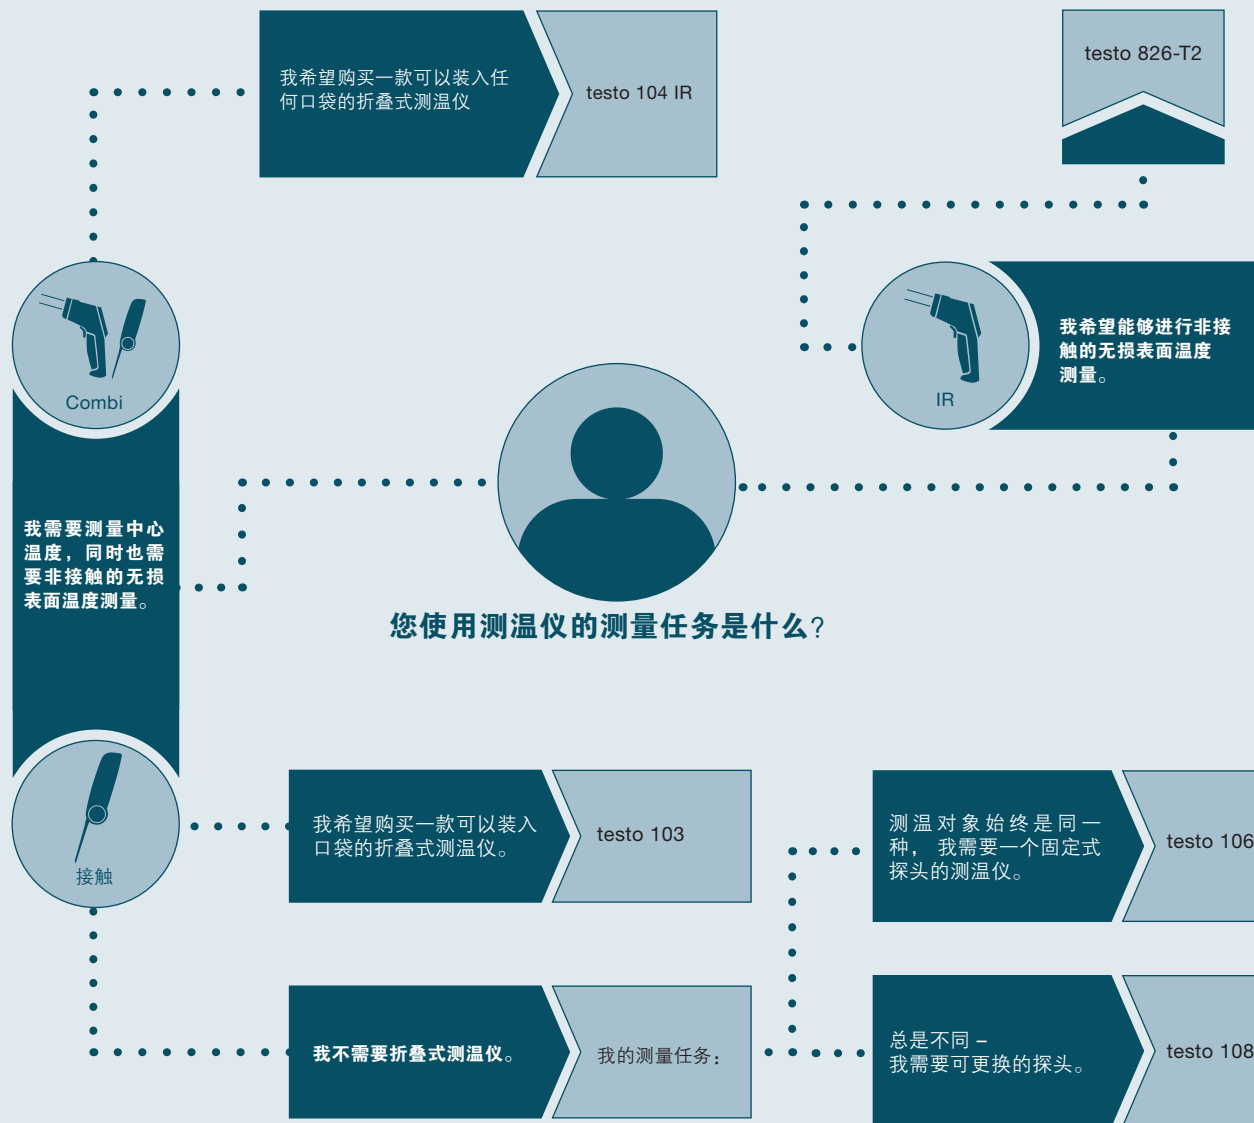 我希望购买一款可以装入任
何口袋的折叠式测温仪
testo 104 IR
testo 826-T2
Combi
IR
我希望能够进行非接
触的无损表面温度
测量。
我需要测量中心
温度，同时也需
要非接触的无损
表面温度测量。
您使用测温仪的测量任务是什么?
接触
我希望购买一款可以装入
口袋的折叠式测温仪。
testo 103
测温对象始终是同一
种， 我需要一个固定式
探头的测温仪。
testo 106
我不需要折叠式测温仪。
我的测量任务：
总是不同 –
我需要可更换的探头。
testo 108